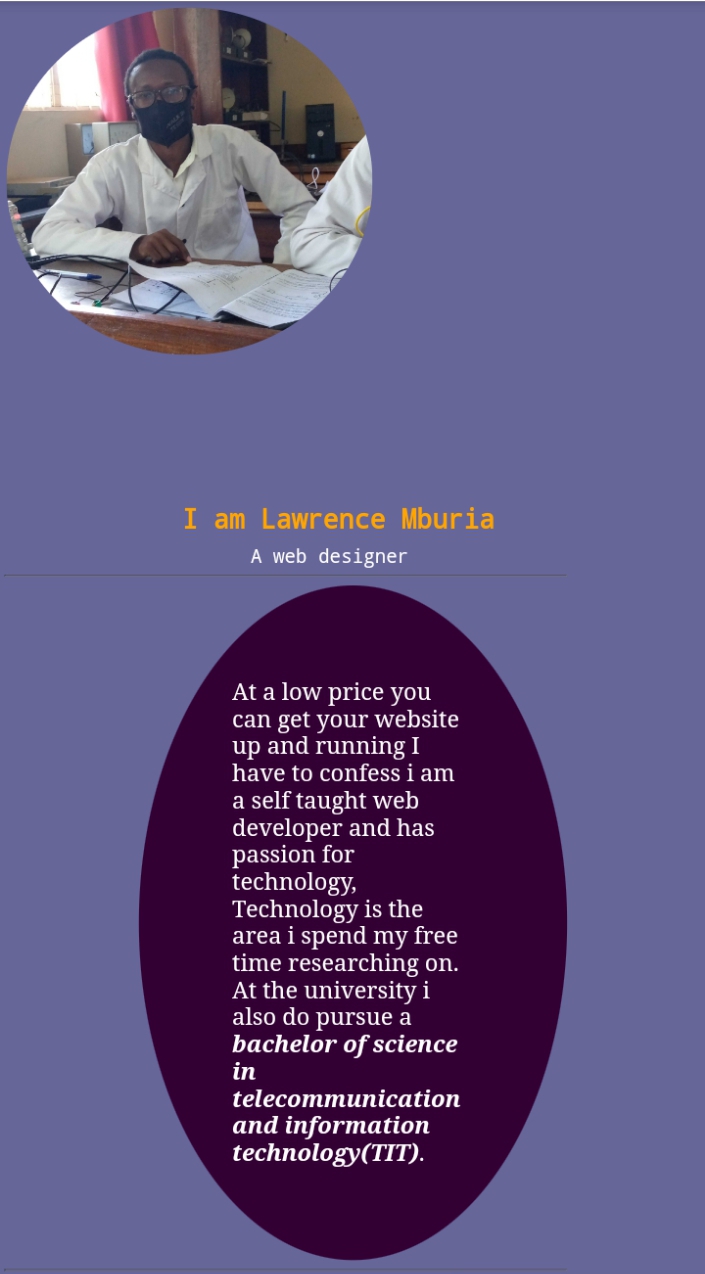 I am Lawrence Mburia
A web designer
At a low price you
can get your website
up and running I
have to confess i am
a self taught web
developer and has
passion for
technology,
Technology is the
area i spend my free
time researching on.
At the university i
also do pursue a
bachelor of science
in
telecommunication
and information
technology(TIT).